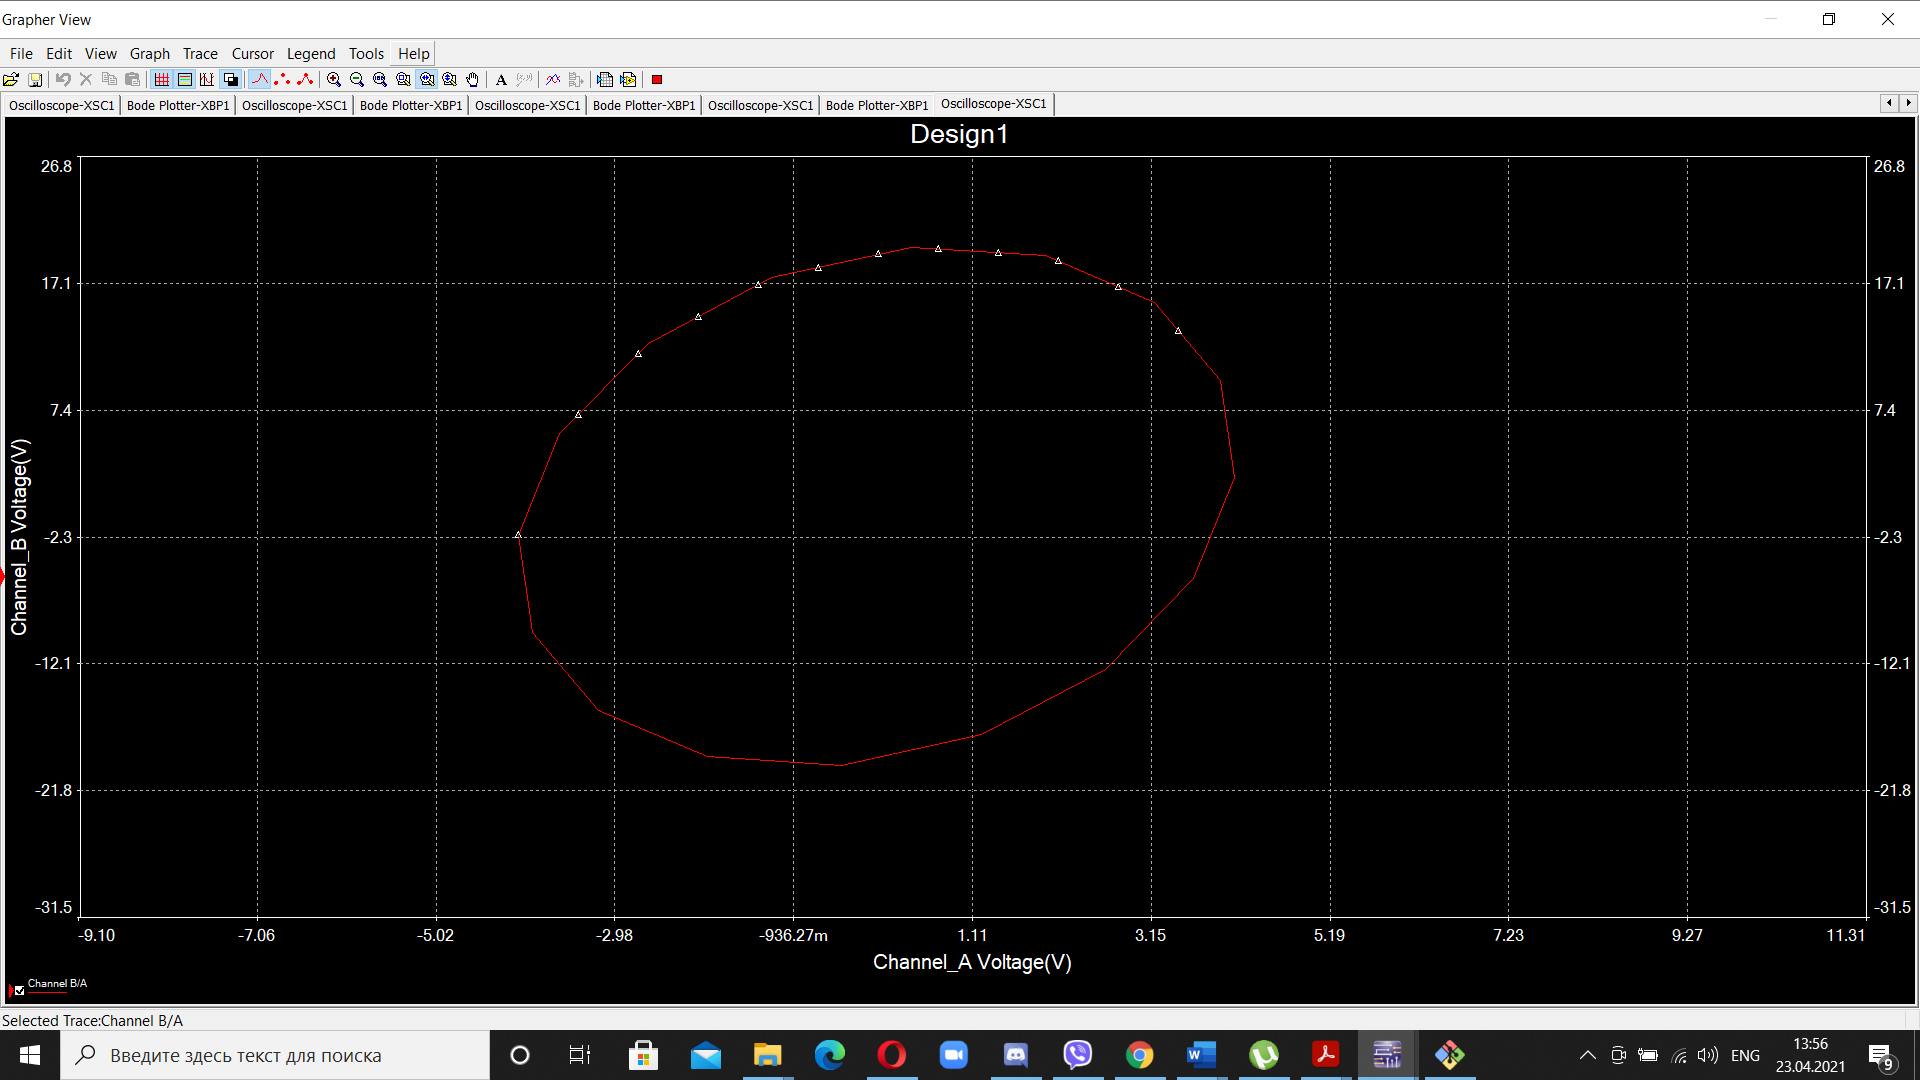 Grapher View
File Edit View Graph Trace Cursor Legend Tools Help
Oscilloscope-XSC1 Bode Plotter-XBP1 Oscilloscope-XSC1 Bode Plotter-XBP1 Oscilloscope-XSC1 Bode Plotter-XBP1 Oscilloscope-XSC1 Bode Plotter-XBP1 Oscilloscope-XSC1
Design1
26.8 26.8
17.1 17.1
7.4 7.4
Channel_B Voltage(V)
-2.3 -2.3
-12.1 -12.1
-21.8 -21.8
-31.5 -31.5
-9.10 -7.06 -5.02 -2.98 -936.27m 1.11 3.15 5.19 7.23 9.27 11.31
Channel_A Voltage(V)
Channel B/A
Selected Trace:Channel B/A
Введите здесь текст для поиска
ENG
13:56
23.04.2021
9